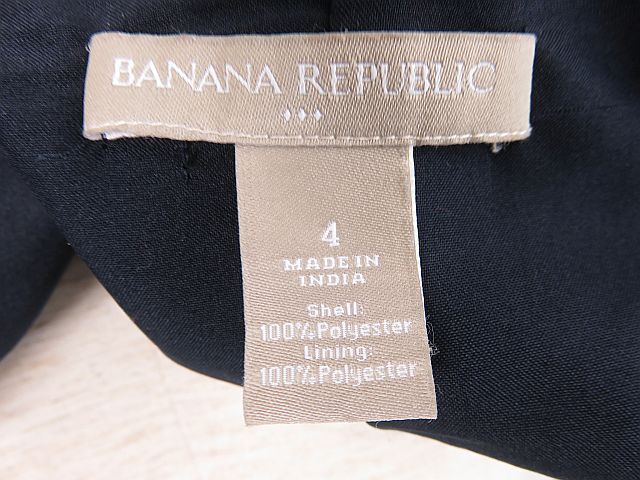 BANANA REPUBLIC
4
MADE IN
INDIA
Shell:
100%Polyester
Lining:
100%Polyester